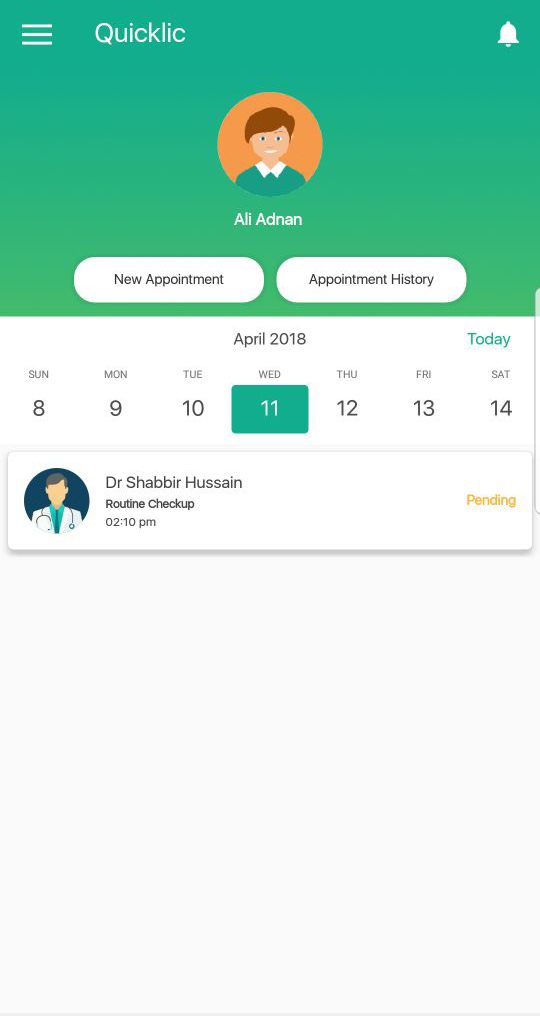 Quicklic
Ali Adnan
New Appointment
Appointment History
April 2018
Today
SUN MON TUE WED THU FRI SAT
8 9 10 11 12 13 14
Dr Shabbir Hussain
Routine Checkup
Pending
02:10 pm